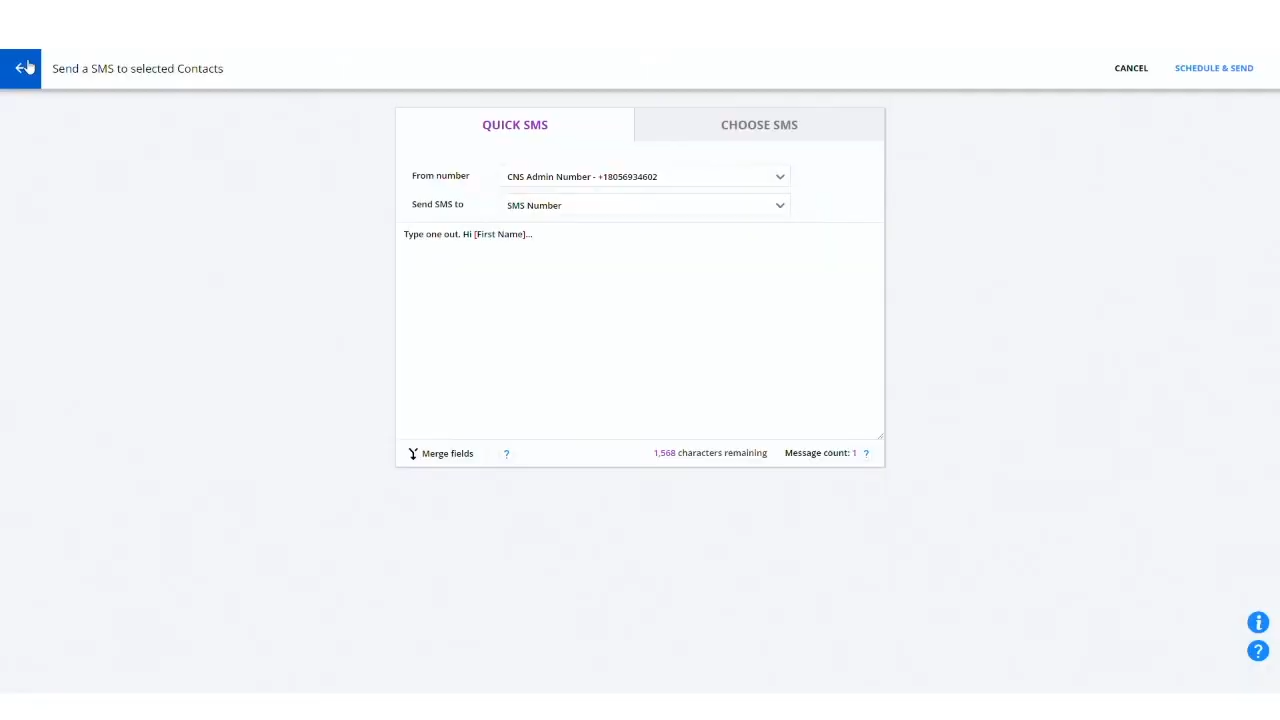 Send a SMS to selected Contacts
CANCEL
SCHEDULE & SEND
QUICK SMS
CHOOSE SMS
From number
CNS Admin Number - +18056934602
Send SMS to
SMS Number
Type one out. Hi [First Name]...
Merge fields
?
1,568 characters remaining
Message count: 1
?
i
?